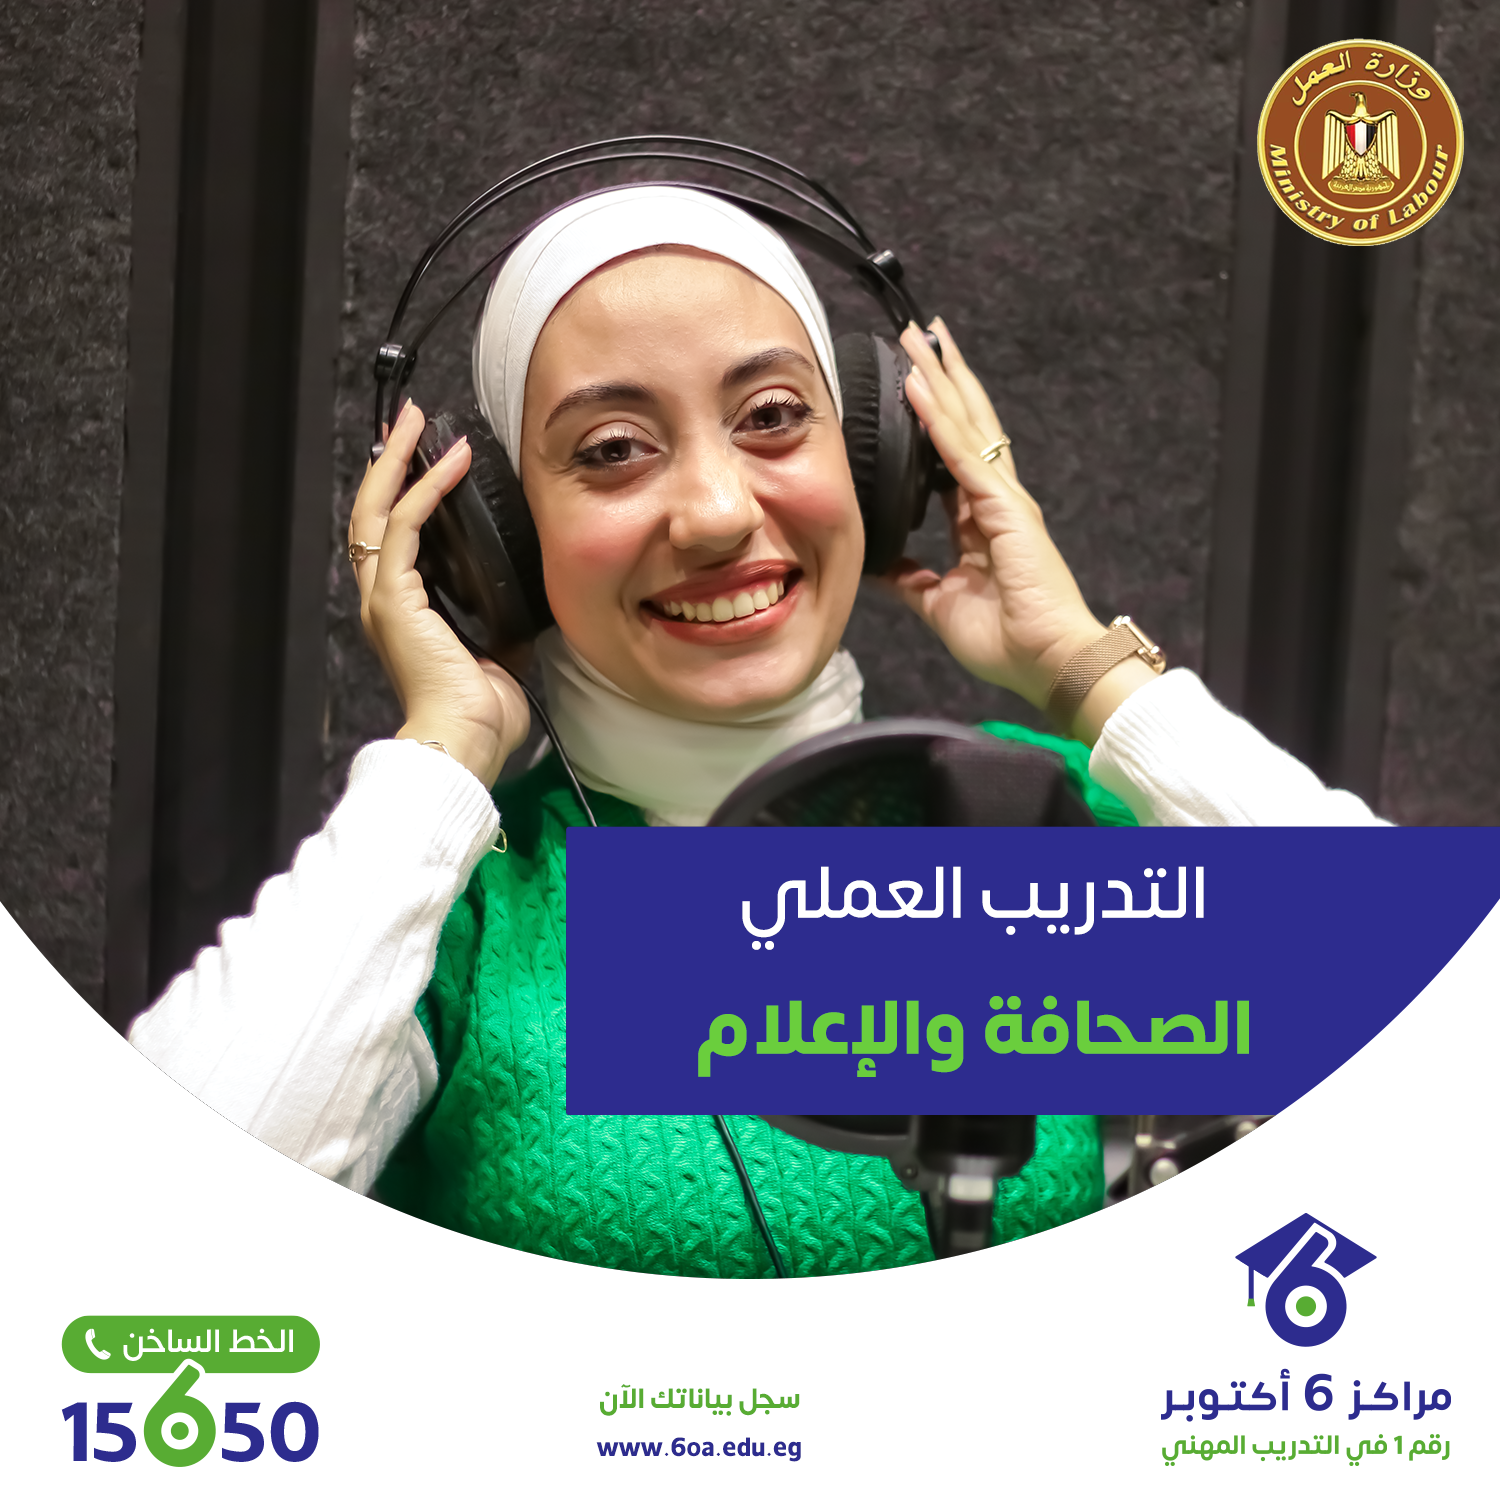 وزارة العمل
Ministry of Labour
التدريب العملي
الصحافة والإعلام
الخط الساخن
15650
سجل بياناتك الآن
www.6oa.edu.eg
6
مراكز 6 أكتوبر
رقم 1 في التدريب المهني